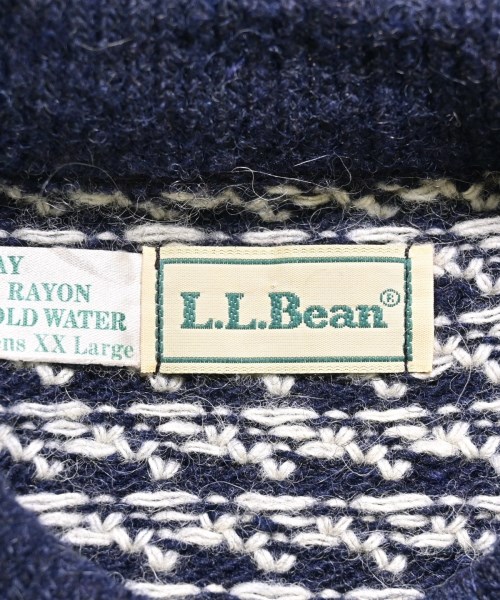 AY
RAYON
OLD WATER
ens XX Large
L.L.Bean®